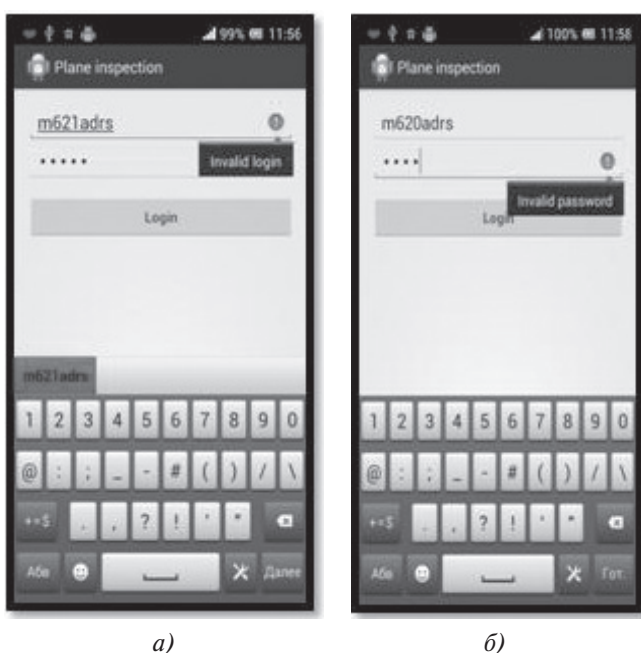 99% 11:56
Plane inspection
m621adrs
•••••
Invalid login
Login
m621adrs
1 2 3 4 5 6 7 8 9 0
@ : ; _ - # ( ) / \
+=$ . , ? ! ' "
Абв Далее
а)
100% 11:58
Plane inspection
m620adrs
••••
Invalid password
Login
1 2 3 4 5 6 7 8 9 0
@ : ; _ - # ( ) / \
+=$ . , ? ! ' "
Абв Гот.
б)